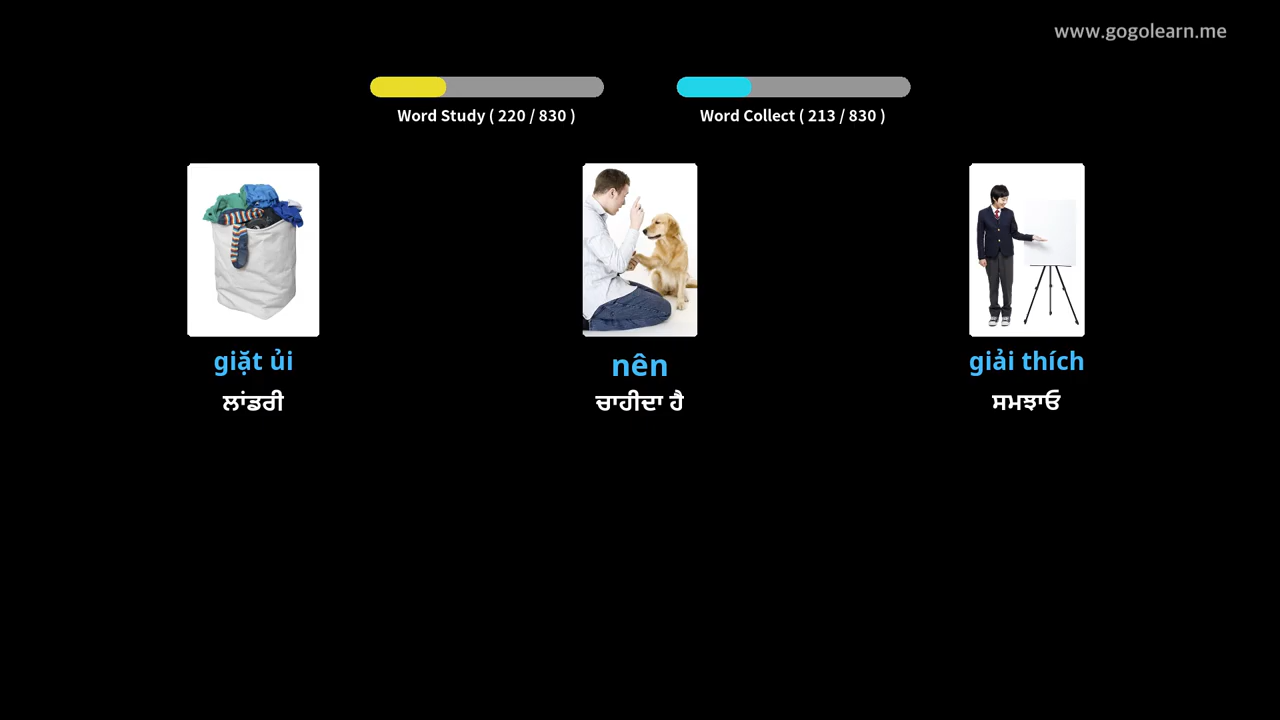 www.gogolearn.me
Word Study ( 220 / 830 )
Word Collect ( 213 / 830 )
giặt ủi
nên
giải thích
ਲਾਂਡਰੀ
ਚਾਹੀਦਾ ਹੈ
ਸਮਝਾਓ